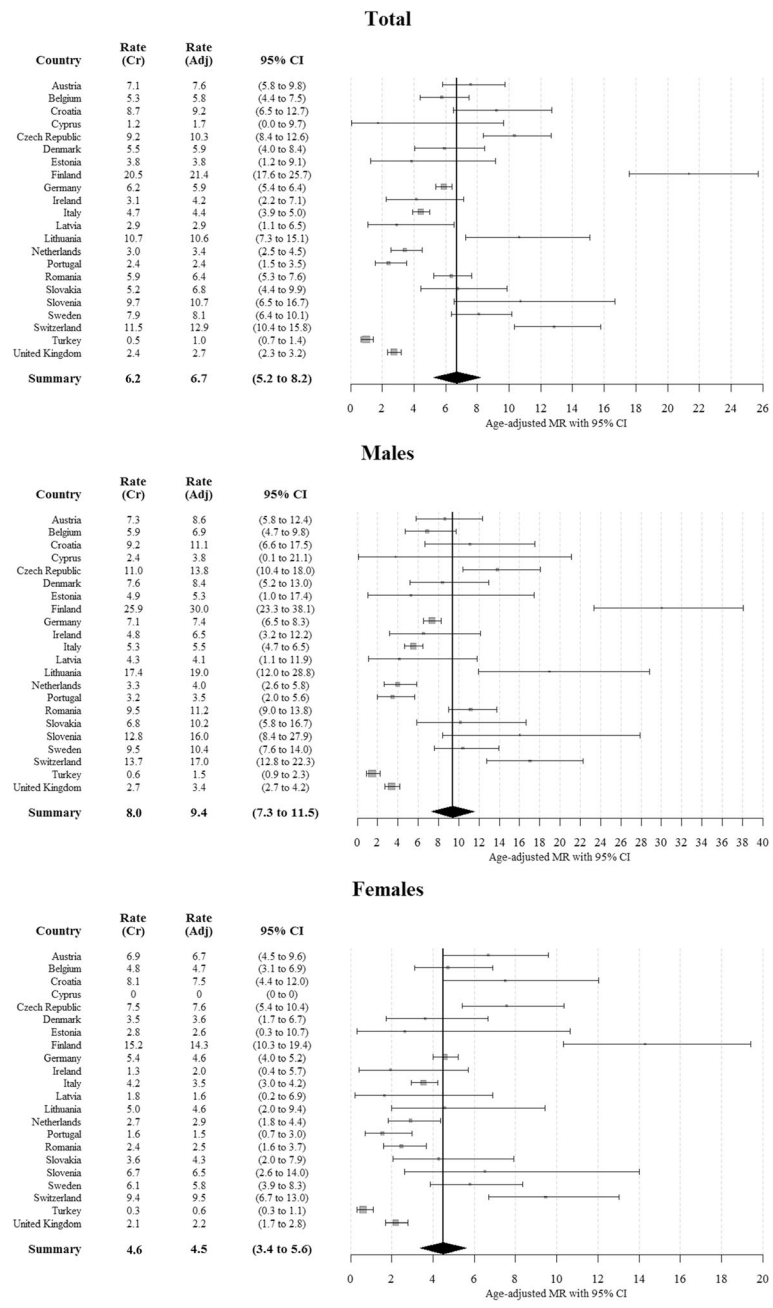 Total
Country Rate (Cr) Rate (Adj) 95% CI
Austria 7.1 7.6 (5.8 to 9.8)
Belgium 5.3 5.8 (4.4 to 7.5)
Croatia 8.7 9.2 (6.5 to 12.7)
Cyprus 1.2 1.7 (0.0 to 9.7)
Czech Republic 9.2 10.3 (8.4 to 12.6)
Denmark 5.5 5.9 (4.0 to 8.4)
Estonia 3.8 3.8 (1.2 to 9.1)
Finland 20.5 21.4 (17.6 to 25.7)
Germany 6.2 5.9 (5.4 to 6.4)
Ireland 3.1 4.2 (2.2 to 7.1)
Italy 4.7 4.4 (3.9 to 5.0)
Latvia 2.9 2.9 (1.1 to 6.5)
Lithuania 10.7 10.6 (7.3 to 15.1)
Netherlands 3.0 3.4 (2.5 to 4.5)
Portugal 2.4 2.4 (1.5 to 3.5)
Romania 5.9 6.4 (5.3 to 7.6)
Slovakia 5.2 6.8 (4.4 to 9.9)
Slovenia 9.7 10.7 (6.5 to 16.7)
Sweden 7.9 8.1 (6.4 to 10.1)
Switzerland 11.5 12.9 (10.4 to 15.8)
Turkey 0.5 1.0 (0.7 to 1.4)
United Kingdom 2.4 2.7 (2.3 to 3.2)
Summary 6.2 6.7 (5.2 to 8.2)
0 2 4 6 8 10 12 14 16 18 20 22 24 26
Age-adjusted MR with 95% CI
Males
Country Rate (Cr) Rate (Adj) 95% CI
Austria 7.3 8.6 (5.8 to 12.4)
Belgium 5.9 6.9 (4.7 to 9.8)
Croatia 9.2 11.1 (6.6 to 17.5)
Cyprus 2.4 3.8 (0.1 to 21.1)
Czech Republic 11.0 13.8 (10.4 to 18.0)
Denmark 7.6 8.4 (5.2 to 13.0)
Estonia 4.9 5.3 (1.0 to 17.4)
Finland 25.9 30.0 (23.3 to 38.1)
Germany 7.1 7.4 (6.5 to 8.3)
Ireland 4.8 6.5 (3.2 to 12.2)
Italy 5.3 5.5 (4.7 to 6.5)
Latvia 4.3 4.1 (1.1 to 11.9)
Lithuania 17.4 19.0 (12.0 to 28.8)
Netherlands 3.3 4.0 (2.6 to 5.8)
Portugal 3.2 3.5 (2.0 to 5.6)
Romania 9.5 11.2 (9.0 to 13.8)
Slovakia 6.8 10.2 (5.8 to 16.7)
Slovenia 12.8 16.0 (8.4 to 27.9)
Sweden 9.5 10.4 (7.6 to 14.0)
Switzerland 13.7 17.0 (12.8 to 22.3)
Turkey 0.6 1.5 (0.9 to 2.3)
United Kingdom 2.7 3.4 (2.7 to 4.2)
Summary 8.0 9.4 (7.3 to 11.5)
0 2 4 6 8 10 12 14 16 18 20 22 24 26 28 30 32 34 36 38 40
Age-adjusted MR with 95% CI
Females
Country Rate (Cr) Rate (Adj) 95% CI
Austria 6.9 6.7 (4.5 to 9.6)
Belgium 4.8 4.7 (3.1 to 6.9)
Croatia 8.1 7.5 (4.4 to 12.0)
Cyprus 0 0 (0 to 0)
Czech Republic 7.5 7.6 (5.4 to 10.4)
Denmark 3.5 3.6 (1.7 to 6.7)
Estonia 2.8 2.6 (0.3 to 10.7)
Finland 15.2 14.3 (10.3 to 19.4)
Germany 5.4 4.6 (4.0 to 5.2)
Ireland 1.3 2.0 (0.4 to 5.7)
Italy 4.2 3.5 (3.0 to 4.2)
Latvia 1.8 1.6 (0.2 to 6.9)
Lithuania 5.0 4.6 (2.0 to 9.4)
Netherlands 2.7 2.9 (1.8 to 4.4)
Portugal 1.6 1.5 (0.7 to 3.0)
Romania 2.4 2.5 (1.6 to 3.7)
Slovakia 3.6 4.3 (2.0 to 7.9)
Slovenia 6.7 6.5 (2.6 to 14.0)
Sweden 6.1 5.8 (3.9 to 8.3)
Switzerland 9.4 9.5 (6.7 to 13.0)
Turkey 0.3 0.6 (0.3 to 1.1)
United Kingdom 2.1 2.2 (1.7 to 2.8)
Summary 4.6 4.5 (3.4 to 5.6)
0 2 4 6 8 10 12 14 16 18 20
Age-adjusted MR with 95% CI